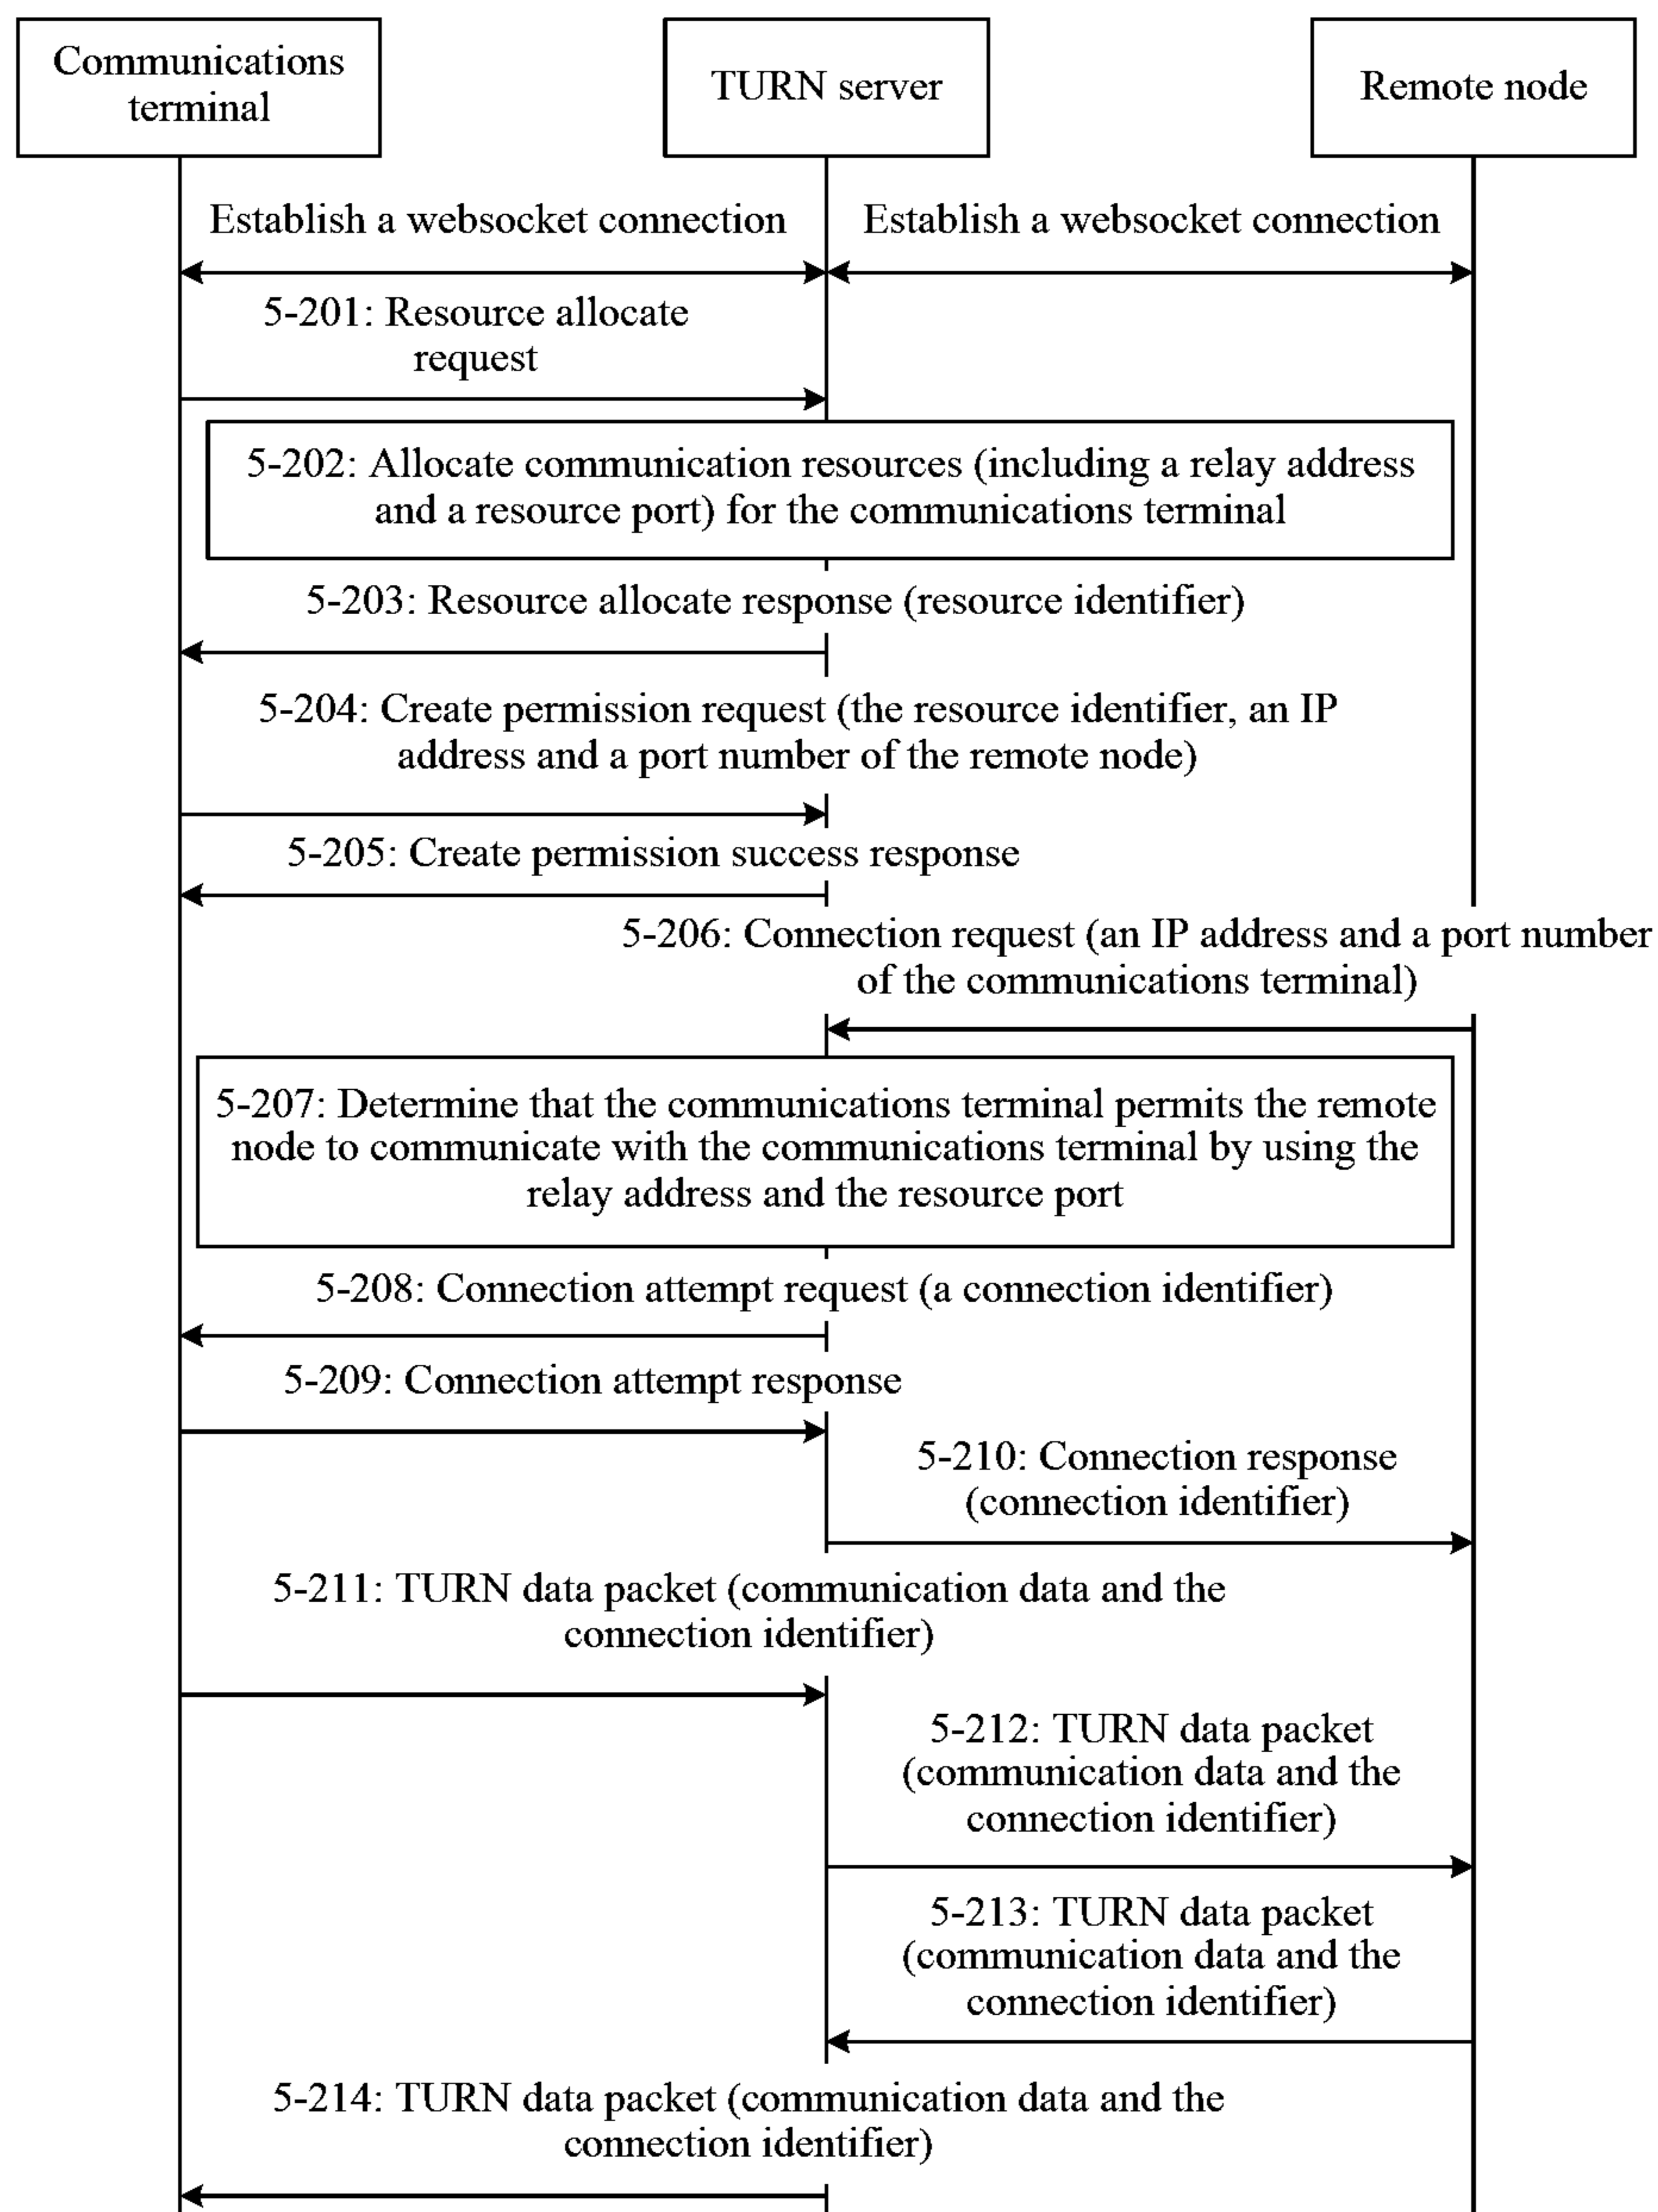 Communications
terminal
TURN server
Remote node
Establish a websocket connection
Establish a websocket connection
5-201: Resource allocate
request
5-202: Allocate communication resources (including a relay address
and a resource port) for the communications terminal
5-203: Resource allocate response (resource identifier)
5-204: Create permission request (the resource identifier, an IP
address and a port number of the remote node)
5-205: Create permission success response
5-206: Connection request (an IP address and a port number
of the communications terminal)
5-207: Determine that the communications terminal permits the remote
node to communicate with the communications terminal by using the
relay address and the resource port
5-208: Connection attempt request (a connection identifier)
5-209: Connection attempt response
5-210: Connection response
(connection identifier)
5-211: TURN data packet (communication data and the
connection identifier)
5-212: TURN data packet
(communication data and the
connection identifier)
5-213: TURN data packet
(communication data and the
connection identifier)
5-214: TURN data packet (communication data and the
connection identifier)